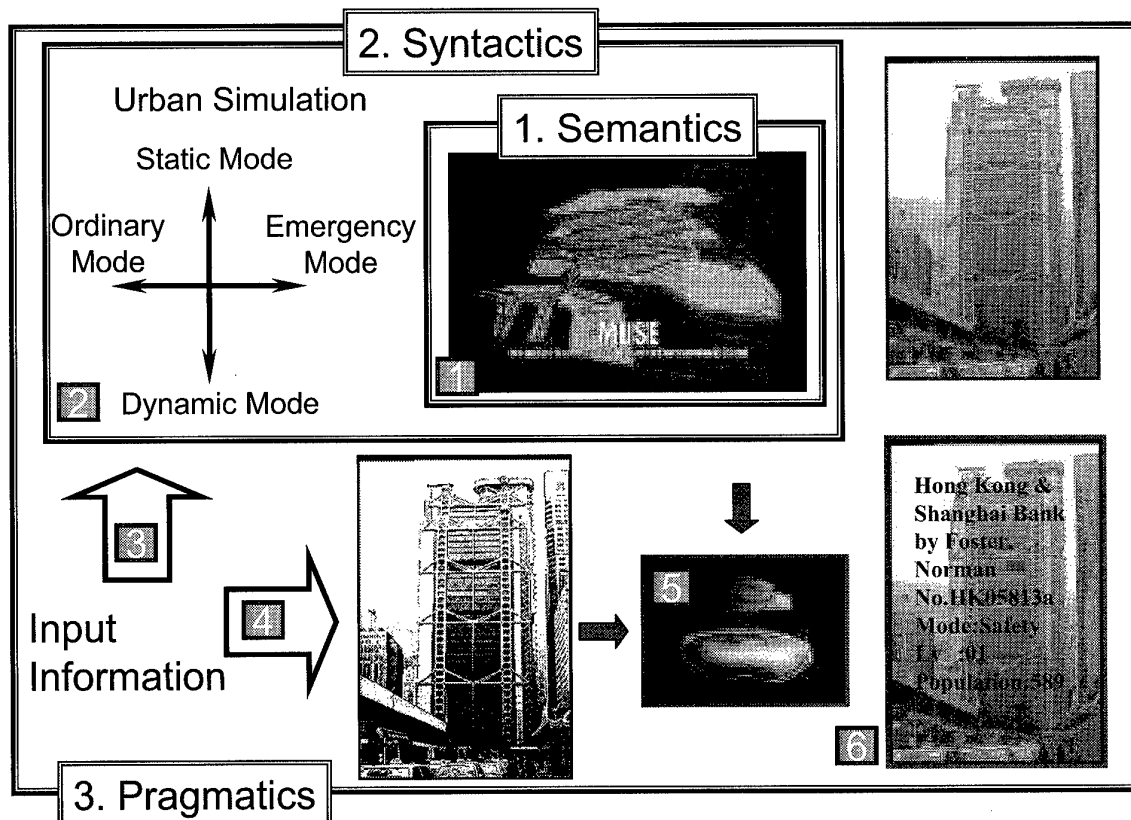 2. Syntactics
Urban Simulation
1. Semantics
Static Mode
Ordinary
Mode
Emergency
Mode
MUSE
1
2
Dynamic Mode
3
4
Input
Information
5
Hong Kong &
Shanghai Bank
by Foster.
Norman
No.HK05813a
Mode:Safety
Lv :01
Population:589
6
3. Pragmatics